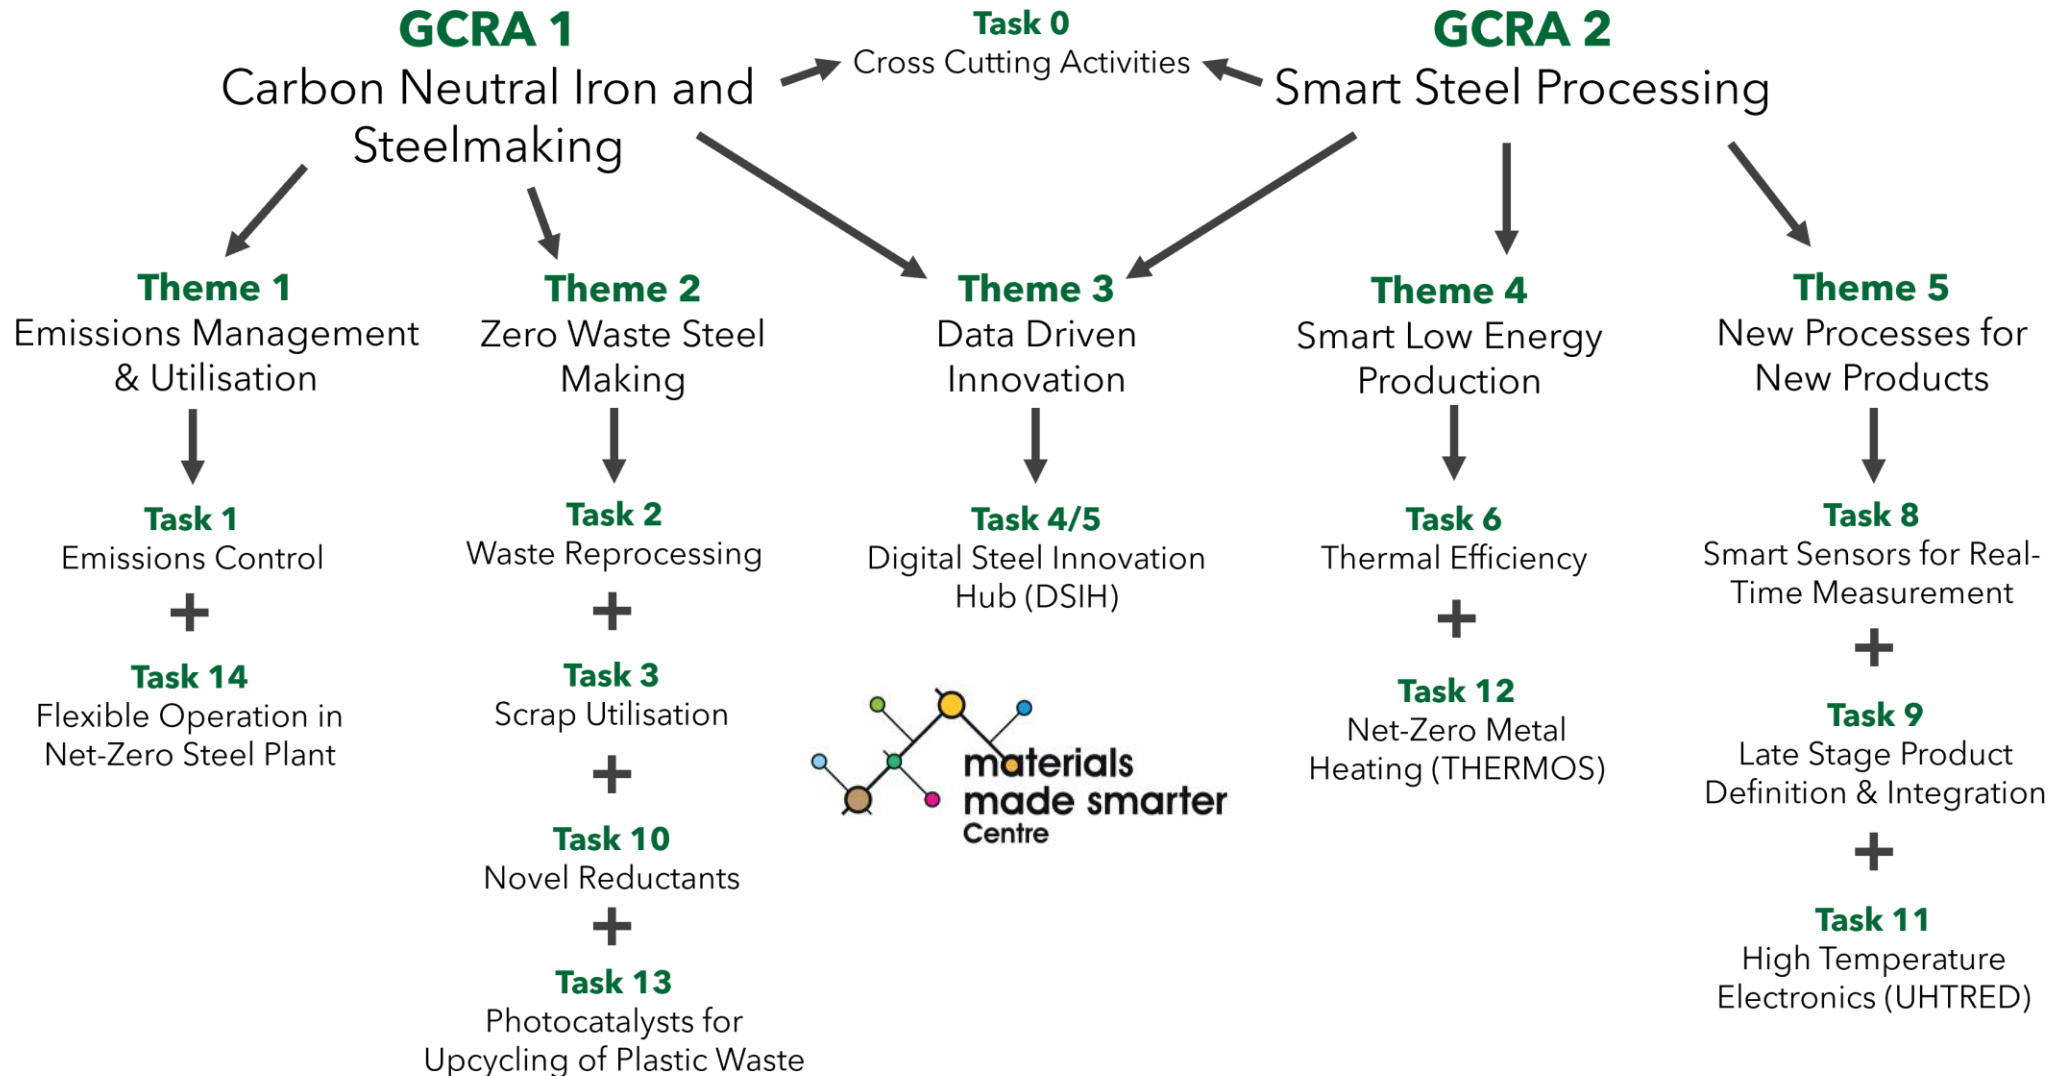 GCRA 1
Carbon Neutral Iron and
Steelmaking
Task 0
Cross Cutting Activities
GCRA 2
Smart Steel Processing
Theme 1
Emissions Management
& Utilisation
Theme 2
Zero Waste Steel
Making
Theme 3
Data Driven
Innovation
Theme 4
Smart Low Energy
Production
Theme 5
New Processes for
New Products
Task 1
Emissions Control
+
Task 14
Flexible Operation in
Net-Zero Steel Plant
Task 2
Waste Reprocessing
+
Task 3
Scrap Utilisation
+
Task 10
Novel Reductants
+
Task 13
Photocatalysts for
Upcycling of Plastic Waste
Task 4/5
Digital Steel Innovation
Hub (DSIH)
materials
made smarter
Centre
Task 6
Thermal Efficiency
+
Task 12
Net-Zero Metal
Heating (THERMOS)
Task 8
Smart Sensors for Real-
Time Measurement
+
Task 9
Late Stage Product
Definition & Integration
+
Task 11
High Temperature
Electronics (UHTRED)